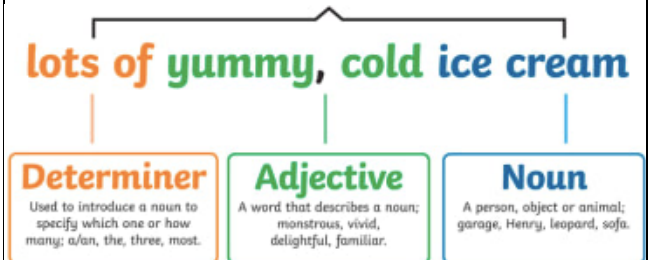 lots of yummy, cold ice cream
Determiner
Used to introduce a noun to
specify which one or how
many; a/an, the, three, most.
Adjective
A word that describes a noun;
monstrous, vivid,
delightful, familiar.
Noun
A person, object or animal;
garage, Henry, leopard, sofa.